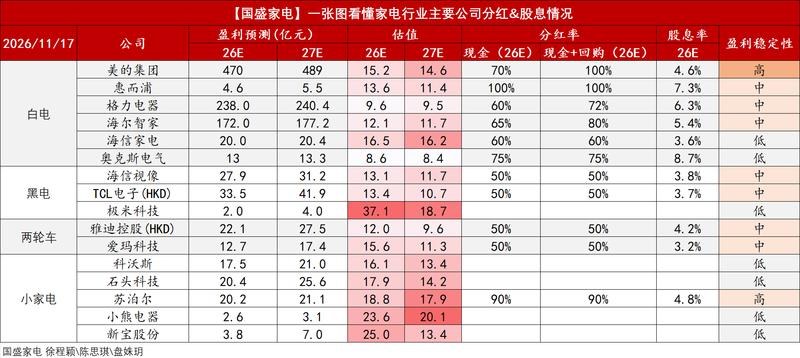 【国盛家电】一张图看懂家电行业主要公司分红&股息情况
2026/11/17 公司 盈利预测(亿元) 估值 分红率 股息率 盈利稳定性
26E 27E 26E 27E 现金（26E） 现金+回购（26E） 26E
白电
美的集团 470 489 15.2 14.6 70% 100% 4.6% 高
惠而浦 4.6 5.5 13.6 11.4 100% 100% 7.3% 中
格力电器 238.0 240.4 9.6 9.5 60% 72% 6.3% 中
海尔智家 172.0 177.2 12.1 11.7 65% 80% 5.4% 中
海信家电 20.0 20.4 16.5 16.2 60% 60% 3.6% 低
奥克斯电气 13 13.3 8.6 8.4 75% 75% 8.7% 低
黑电
海信视像 27.9 31.2 13.1 11.7 50% 50% 3.8% 中
TCL电子(HKD) 33.5 41.9 13.4 10.7 50% 50% 3.7% 中
极米科技 2.0 4.0 37.1 18.7 低
两轮车
雅迪控股(HKD) 22.1 27.5 12.0 9.6 50% 50% 4.2% 中
爱玛科技 12.7 17.4 15.6 11.3 50% 50% 3.2% 中
小家电
科沃斯 17.5 21.0 16.1 13.4 低
石头科技 20.4 25.6 17.9 14.2 低
苏泊尔 20.2 21.1 18.8 17.9 90% 90% 4.8% 高
小熊电器 2.6 3.1 23.6 20.1 低
新宝股份 3.8 7.0 25.0 13.4 低
国盛家电 徐程颖\陈思琪\盘姝玥